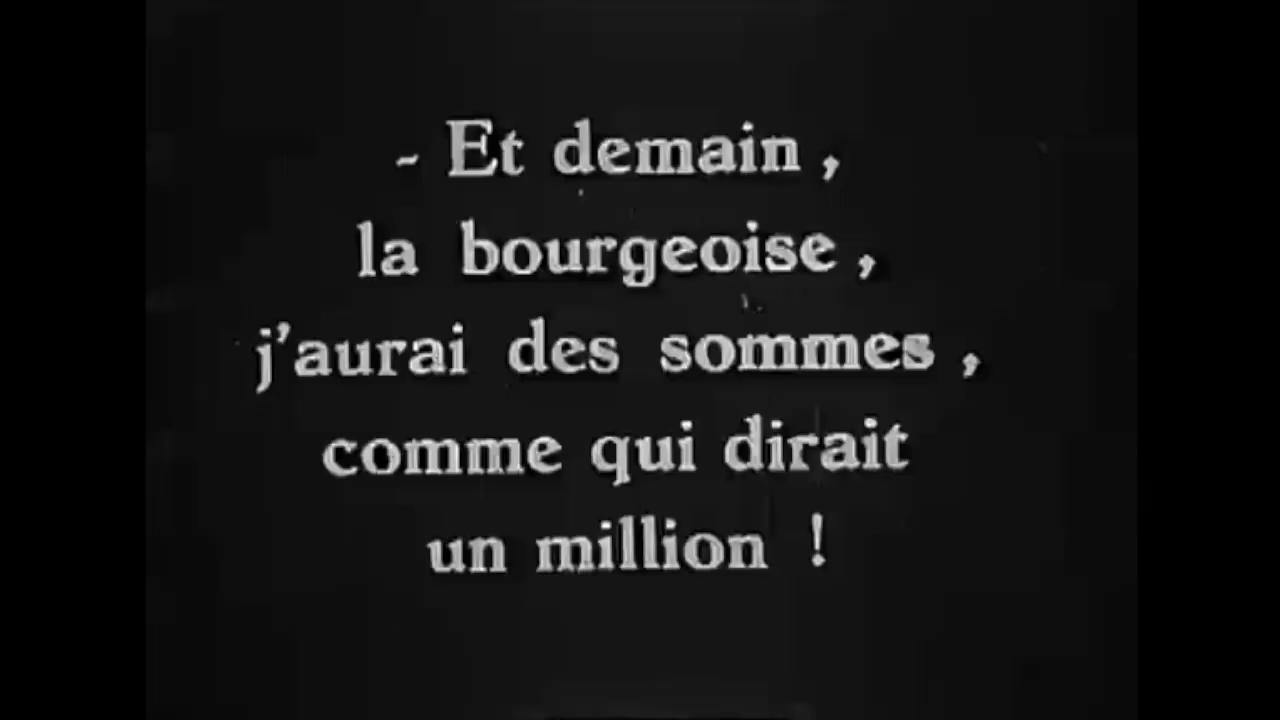 - Et demain,
la bourgeoise,
j'aurai des sommes,
comme qui dirait
un million !